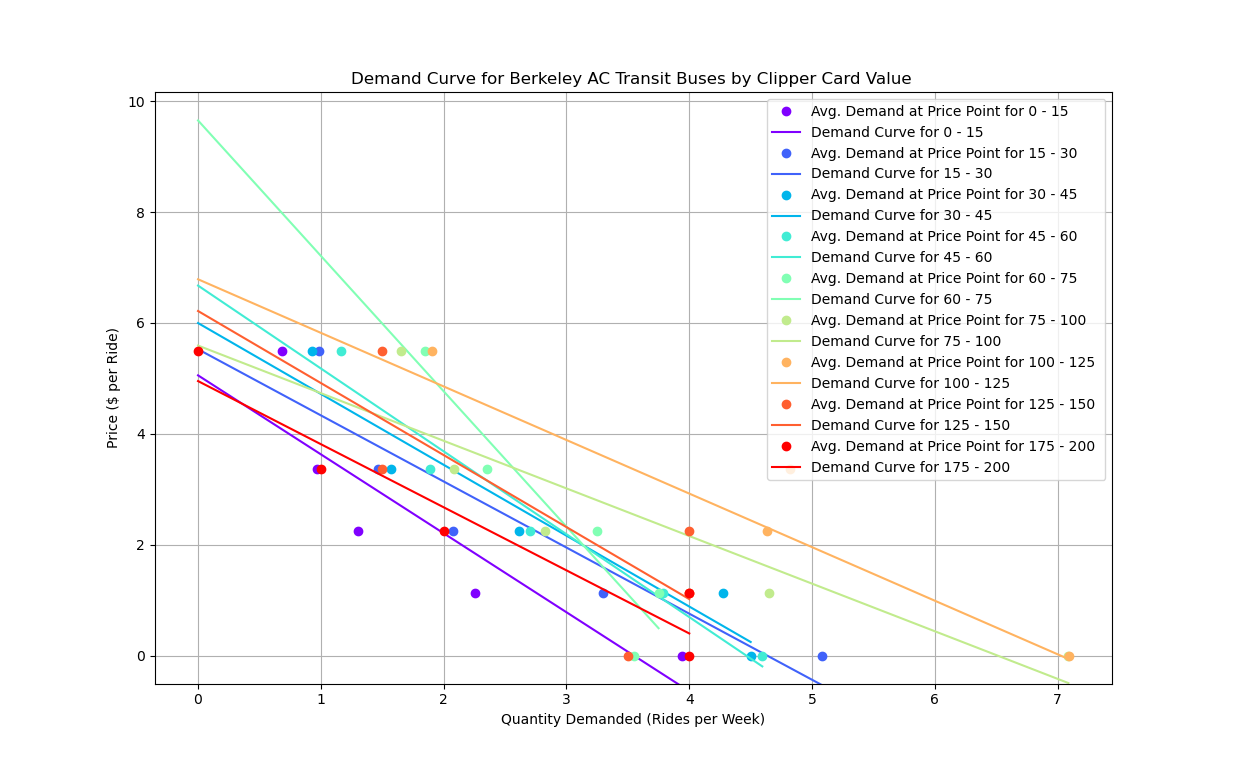 Demand Curve for Berkeley AC Transit Buses by Clipper Card Value
10
8
6
4
2
0
Price ($ per Ride)
Avg. Demand at Price Point for 0 - 15
Demand Curve for 0 - 15
Avg. Demand at Price Point for 15 - 30
Demand Curve for 15 - 30
Avg. Demand at Price Point for 30 - 45
Demand Curve for 30 - 45
Avg. Demand at Price Point for 45 - 60
Demand Curve for 45 - 60
Avg. Demand at Price Point for 60 - 75
Demand Curve for 60 - 75
Avg. Demand at Price Point for 75 - 100
Demand Curve for 75 - 100
Avg. Demand at Price Point for 100 - 125
Demand Curve for 100 - 125
Avg. Demand at Price Point for 125 - 150
Demand Curve for 125 - 150
Avg. Demand at Price Point for 175 - 200
Demand Curve for 175 - 200
0 1 2 3 4 5 6 7
Quantity Demanded (Rides per Week)